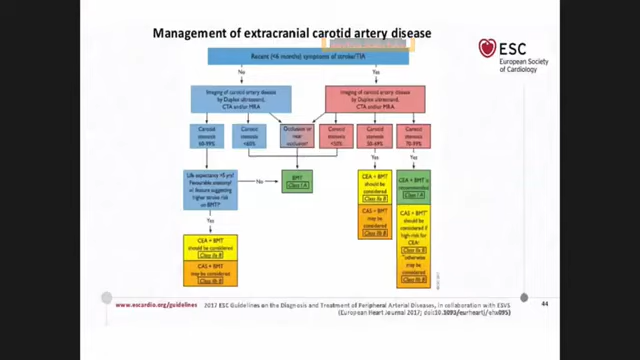 Management of extracranial carotid artery disease
ESC
European Society
of Cardiology
Recent (<6 months) symptoms of stroke/TIA
No
Yes
Imaging of carotid artery disease
by Duplex ultrasound,
CTA and/or MRA
Imaging of carotid artery disease
by Duplex ultrasound,
CTA and/or MRA
Carotid
stenosis
60-99%
Carotid
stenosis
<60%
Occlusion or
near
occlusion
Carotid
stenosis
<50%
Carotid
stenosis
50-69%
Carotid
stenosis
70-99%
Yes
Yes
Life expectancy >5 yrs?
Favourable anatomy?
feature suggesting
higher stroke risk
on BMT?
No
BMT
Class I A
CEA + BMT
should be
considered
Class IIa B
CEA + BMT is
recommended
Class I A
CAS + BMT
may be
considered
Class IIb B
CAS + BMT
should be
considered if
high risk for
CEA
Class IIa B
otherwise
may be
considered
Class IIb B
Yes
CEA + BMT
should be considered
Class IIa B
CAS + BMT
may be considered
Class IIb B
www.escardio.org/guidelines
2017 ESC Guidelines on the Diagnosis and Treatment of Peripheral Arterial Diseases, in collaboration with ESVS
(European Heart Journal 2017; doi:10.1093/eurheartj/ehx095)
44